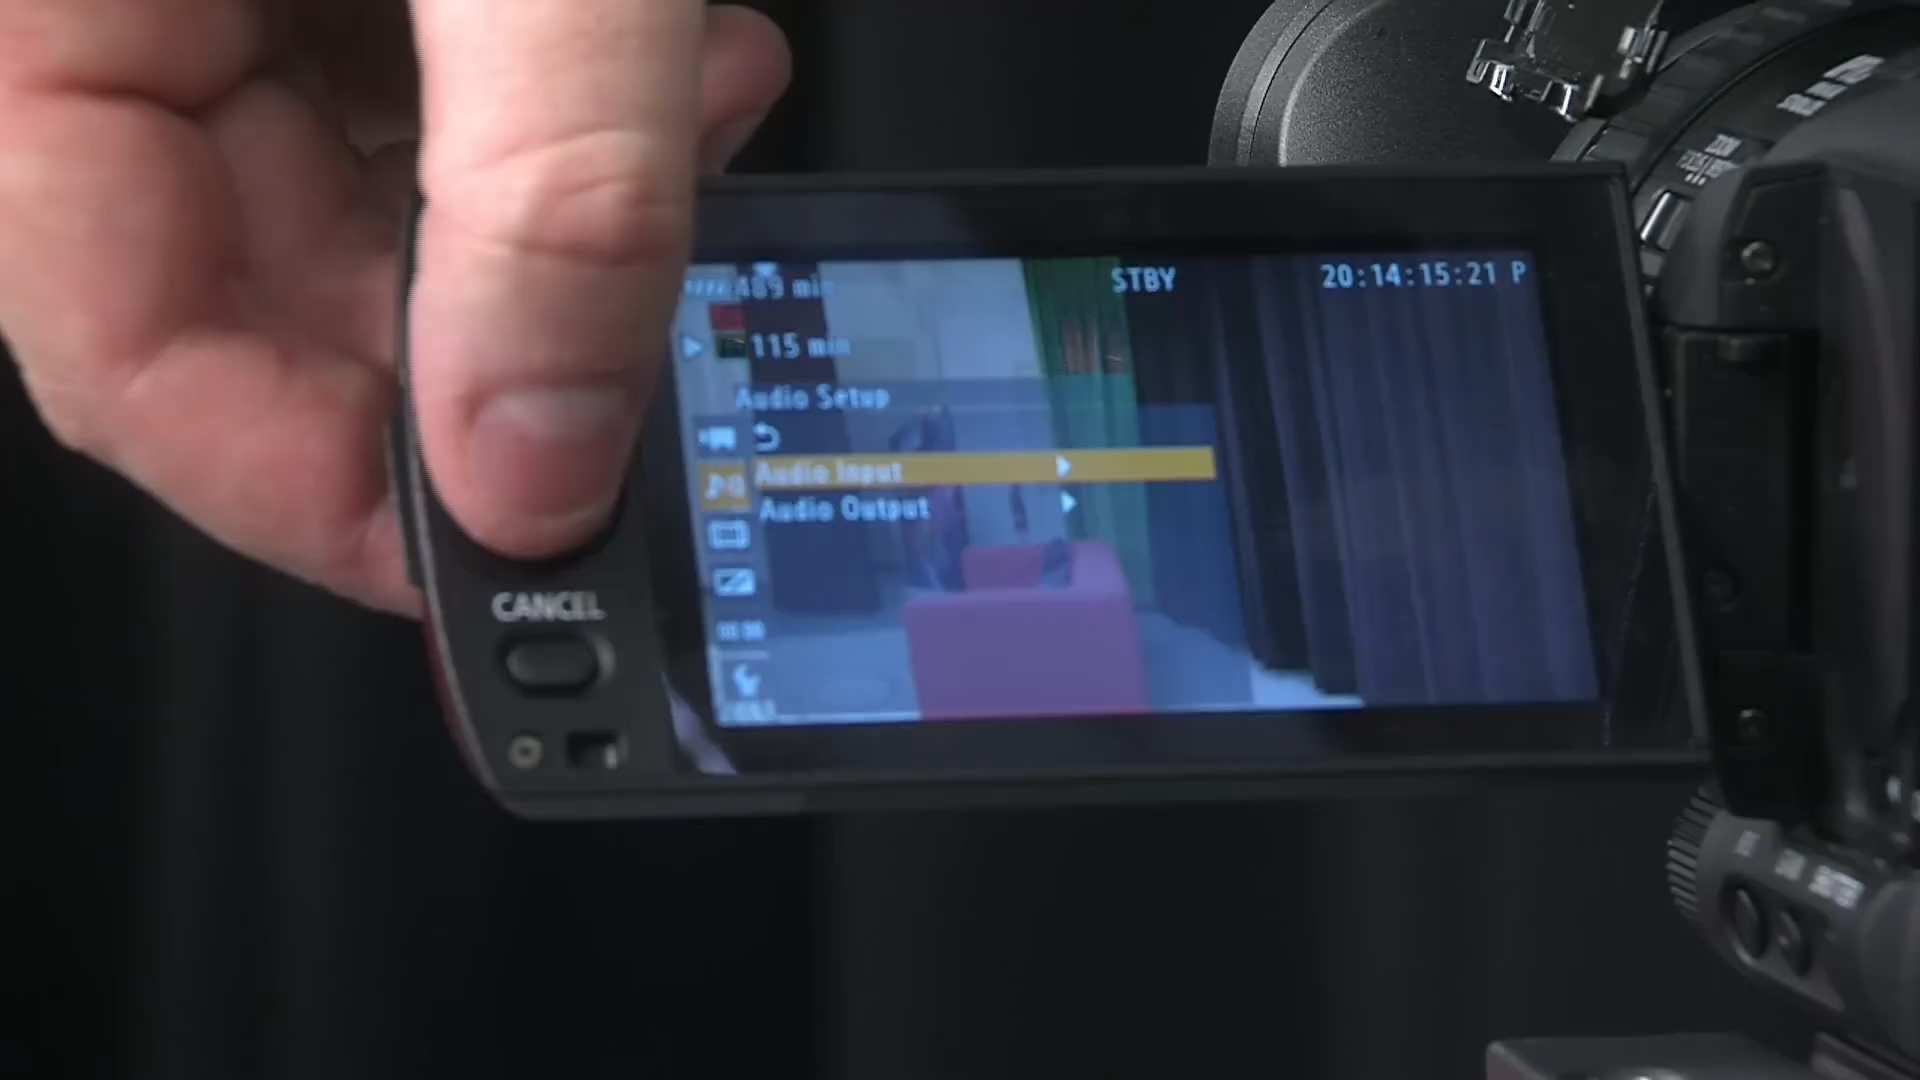 489 min
STBY
20:14:15:21 P
115 min
Audio Setup
Audio Input
Audio Output
CANCEL